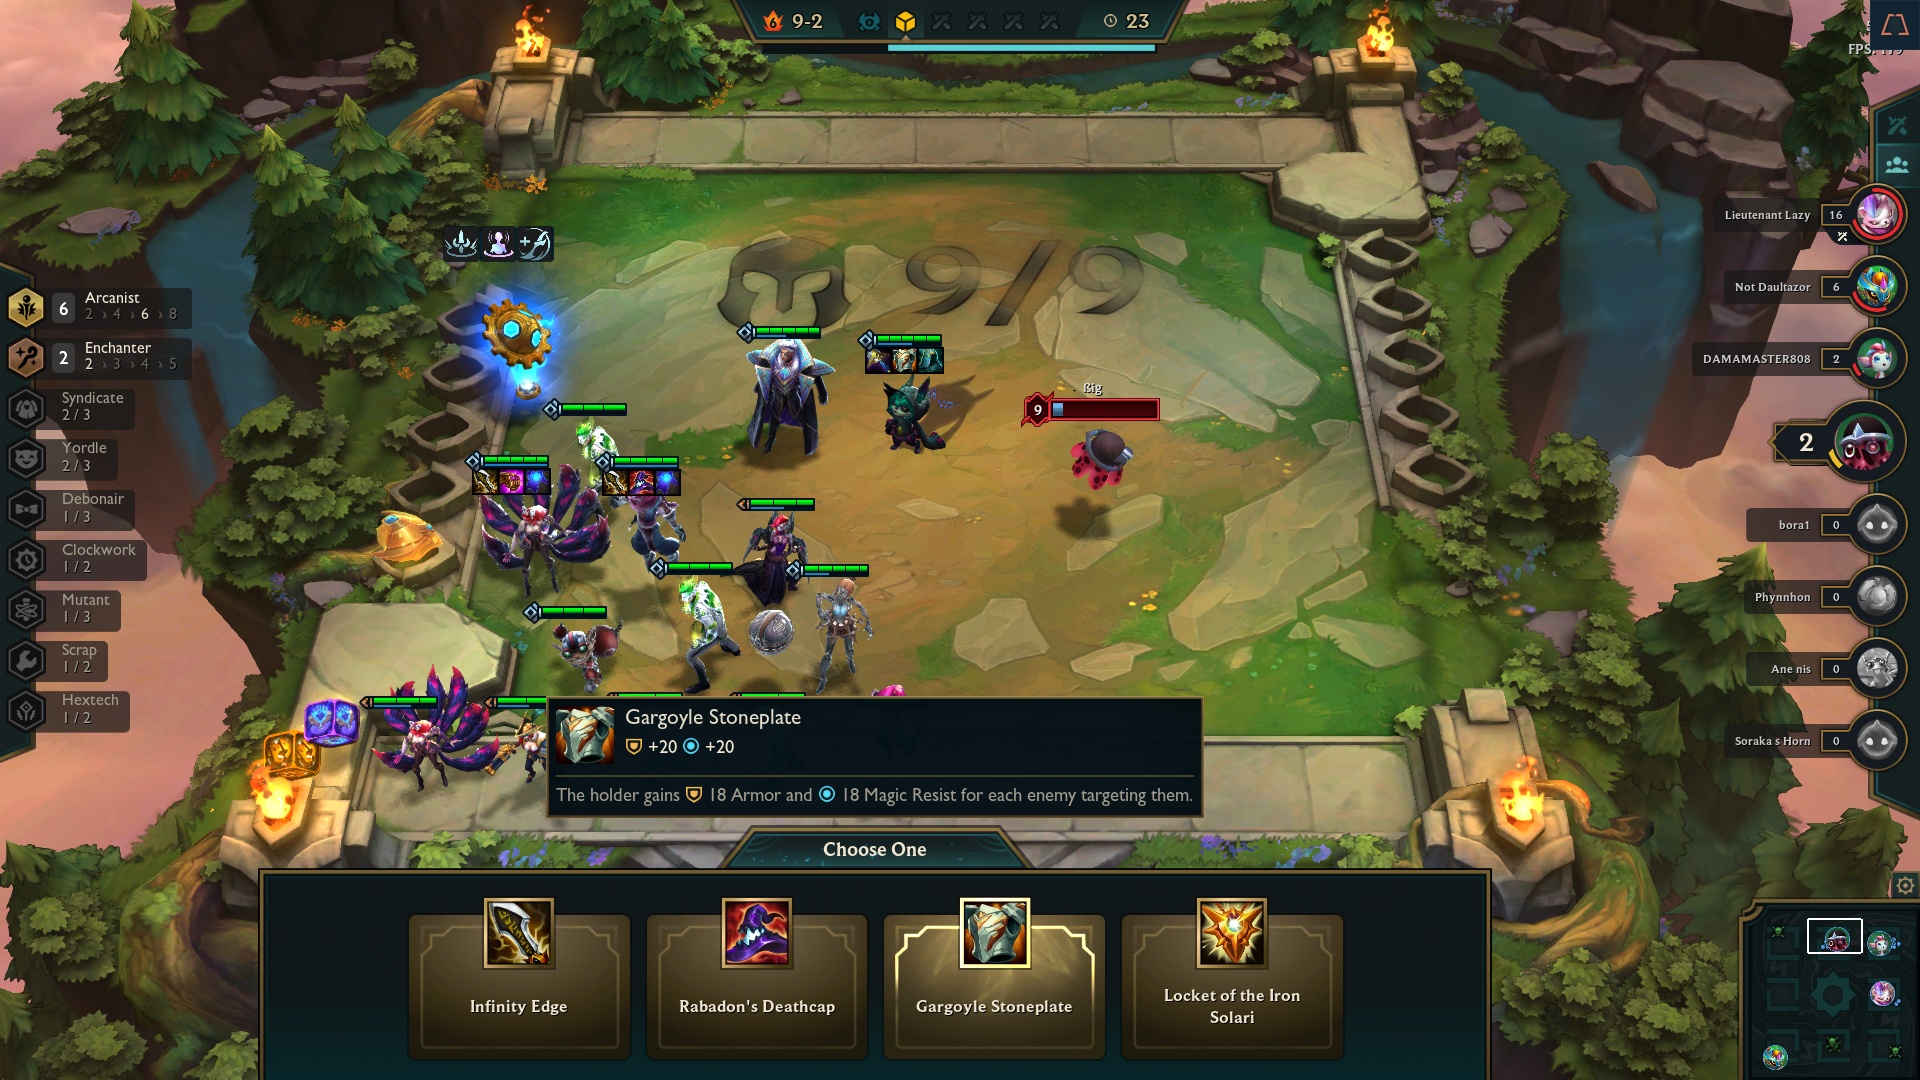 9-2
23
FPS: 119
9/9
6 Arcanist
2 › 4 › 6 › 8
2 Enchanter
2 › 3 › 4 › 5
Syndicate
2 / 3
Yordle
2 / 3
Debonair
1 / 3
Clockwork
1 / 2
Mutant
1 / 3
Scrap
1 / 2
Hextech
1 / 2
Big
9
Lieutenant Lazy 16
Not Daultazor 6
DAMAMASTER808 2
2
bora1 0
Phynnhon 0
Ane nis 0
Soraka s Horn 0
Gargoyle Stoneplate
+20 +20
The holder gains 18 Armor and 18 Magic Resist for each enemy targeting them.
Choose One
Infinity Edge
Rabadon's Deathcap
Gargoyle Stoneplate
Locket of the Iron
Solari